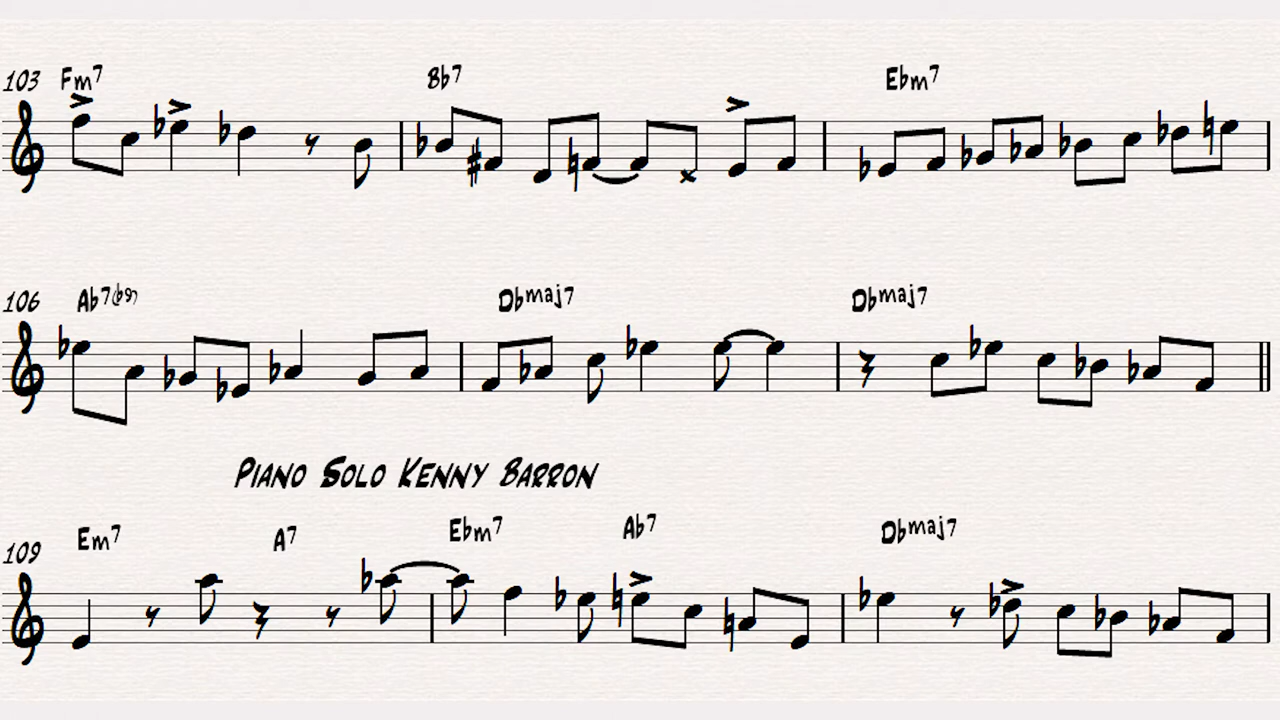 103 Fm7 Bb7 Ebm7
106 Ab7(b9) Dbmaj7 Dbmaj7
PIANO SOLO KENNY BARRON
109 Em7 A7 Ebm7 Ab7 Dbmaj7